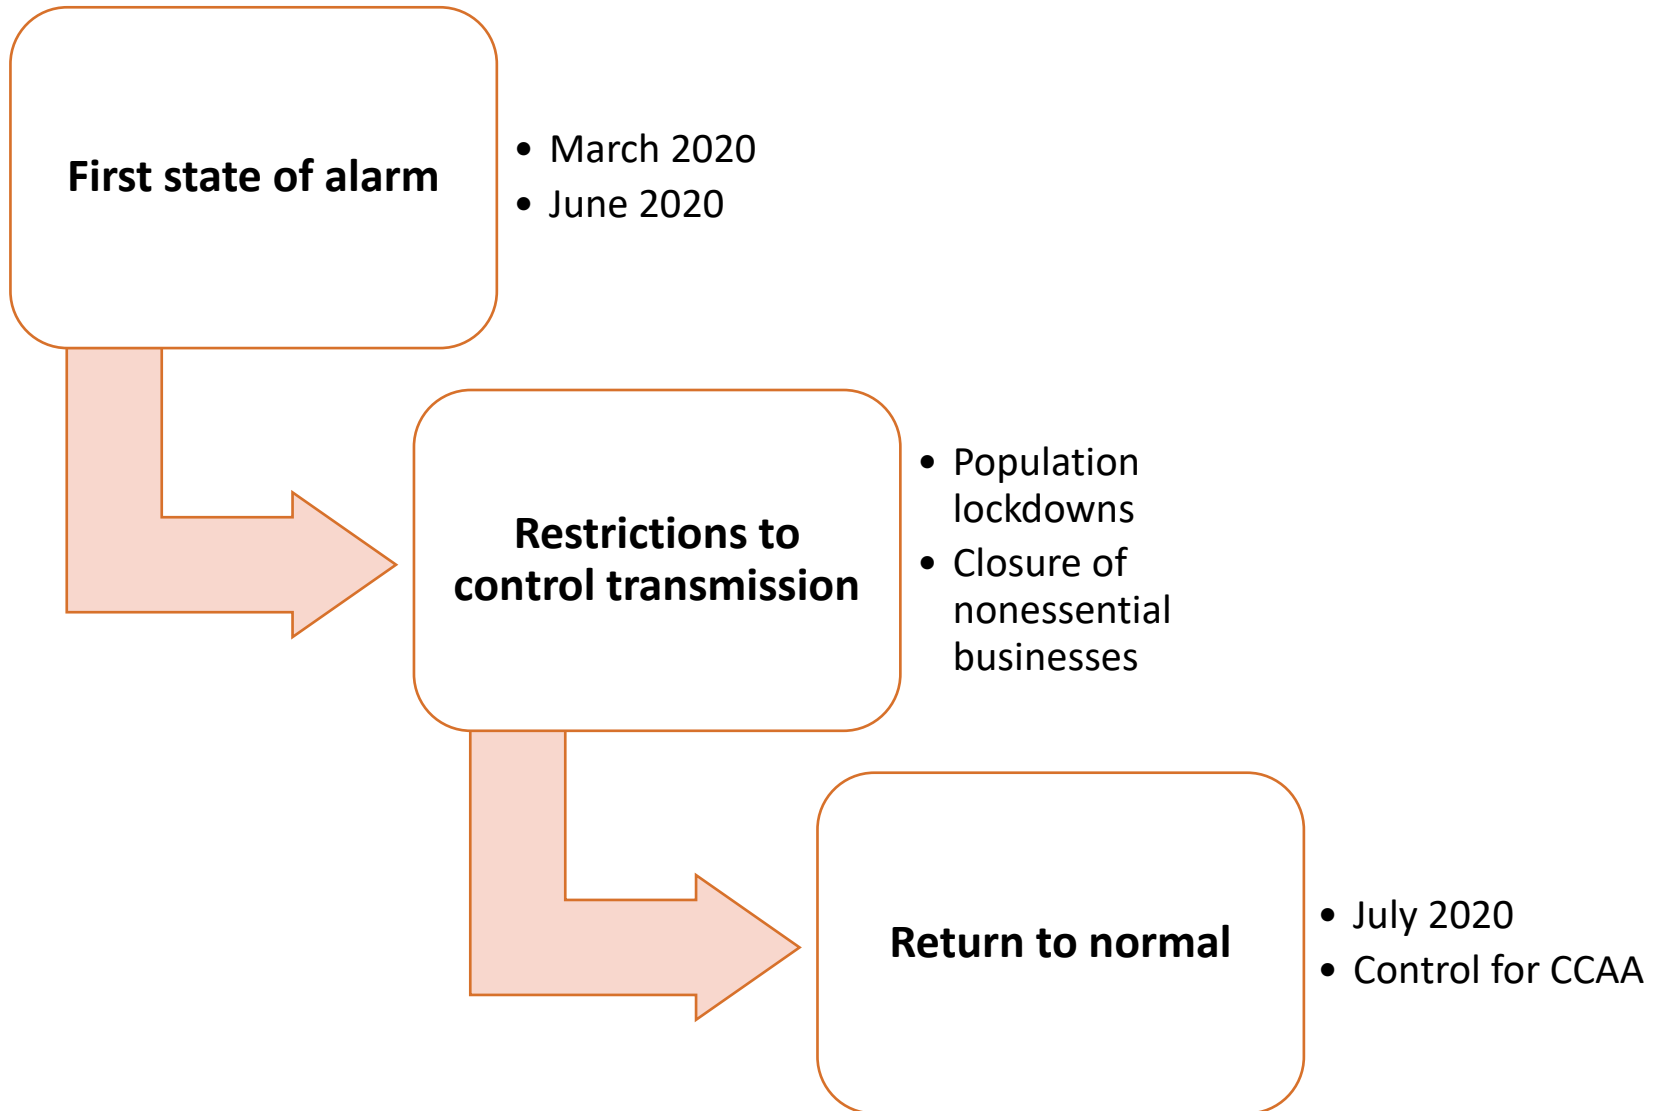 First state of alarm
• March 2020
• June 2020
Restrictions to
control transmission
• Population
lockdowns
• Closure of
nonessential
businesses
Return to normal
• July 2020
• Control for CCAA